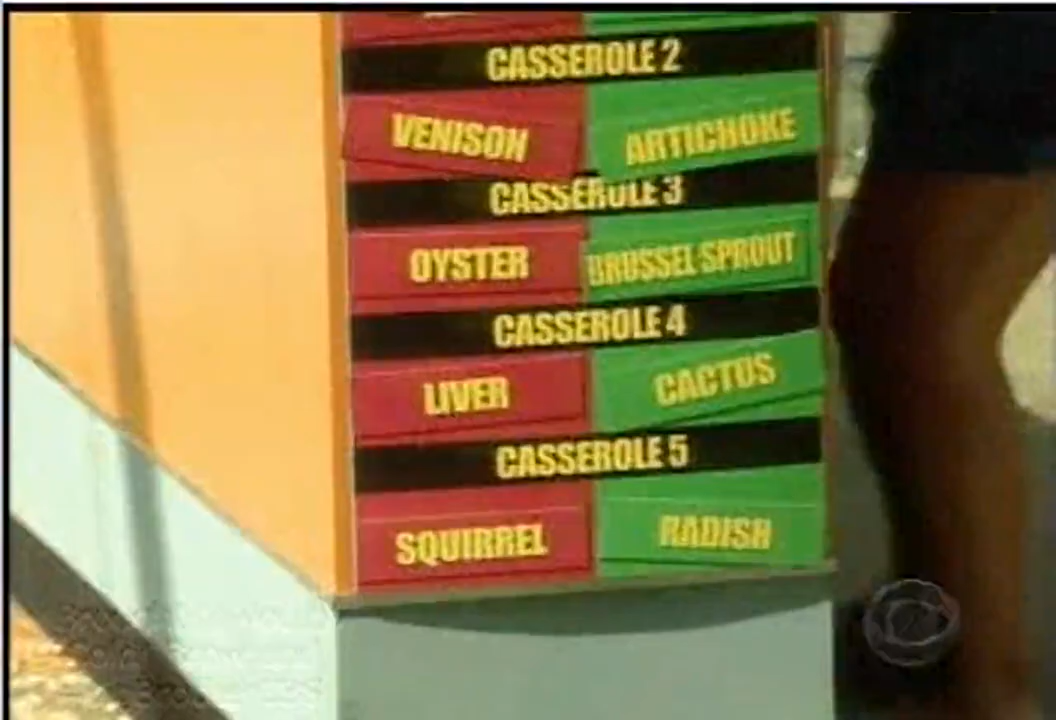 CASSEROLE 2
VENISON ARTICHOKE
CASSEROLE 3
OYSTER BRUSSEL SPROUT
CASSEROLE 4
LIVER CACTUS
CASSEROLE 5
SQUIRREL RADISH